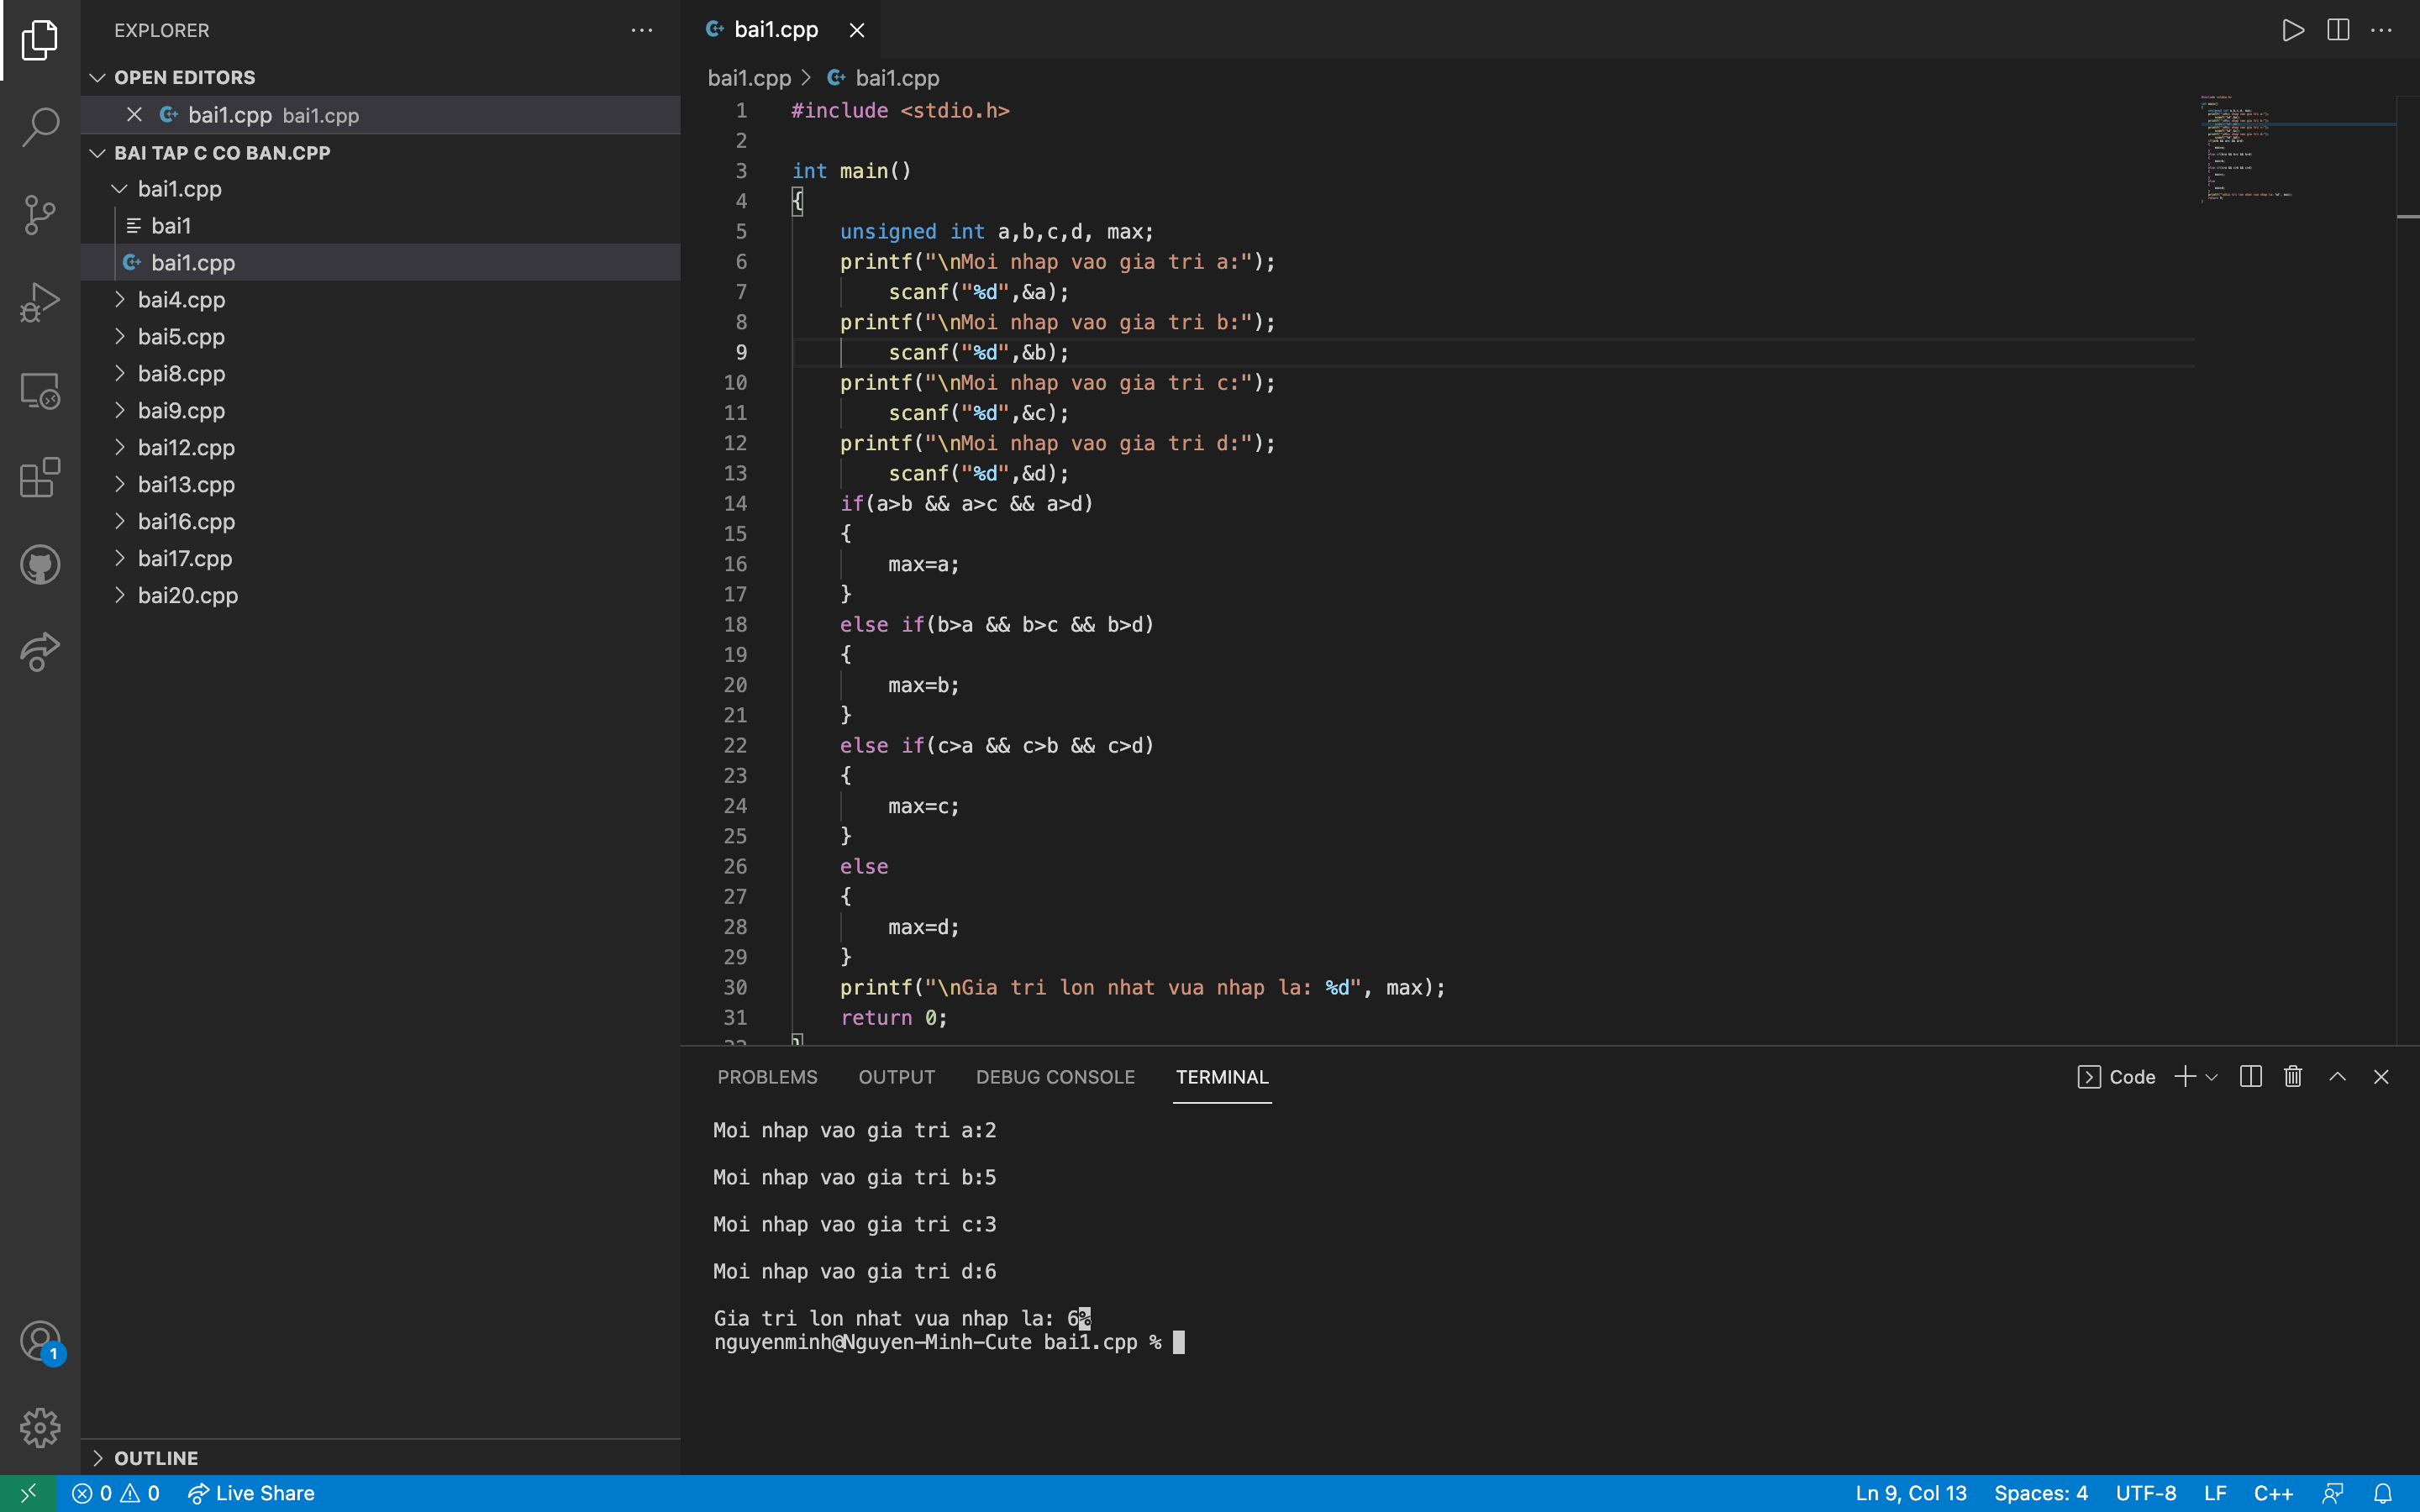 EXPLORER
OPEN EDITORS
bai1.cpp bai1.cpp
BAI TAP C CO BAN.CPP
bai1.cpp
bai1
bai1.cpp
bai4.cpp
bai5.cpp
bai8.cpp
bai9.cpp
bai12.cpp
bai13.cpp
bai16.cpp
bai17.cpp
bai20.cpp
OUTLINE
bai1.cpp
bai1.cpp > bai1.cpp
1 #include <stdio.h>
2
3 int main()
4 {
5 unsigned int a,b,c,d, max;
6 printf("\nMoi nhap vao gia tri a:");
7 scanf("%d",&a);
8 printf("\nMoi nhap vao gia tri b:");
9 scanf("%d",&b);
10 printf("\nMoi nhap vao gia tri c:");
11 scanf("%d",&c);
12 printf("\nMoi nhap vao gia tri d:");
13 scanf("%d",&d);
14 if(a>b && a>c && a>d)
15 {
16 max=a;
17 }
18 else if(b>a && b>c && b>d)
19 {
20 max=b;
21 }
22 else if(c>a && c>b && c>d)
23 {
24 max=c;
25 }
26 else
27 {
28 max=d;
29 }
30 printf("\nGia tri lon nhat vua nhap la: %d", max);
31 return 0;
32 }
PROBLEMS OUTPUT DEBUG CONSOLE TERMINAL Code
Moi nhap vao gia tri a:2
Moi nhap vao gia tri b:5
Moi nhap vao gia tri c:3
Moi nhap vao gia tri d:6
Gia tri lon nhat vua nhap la: 6%
nguyenminh@Nguyen-Minh-Cute bai1.cpp %
1
0 0 Live Share Ln 9, Col 13 Spaces: 4 UTF-8 LF C++